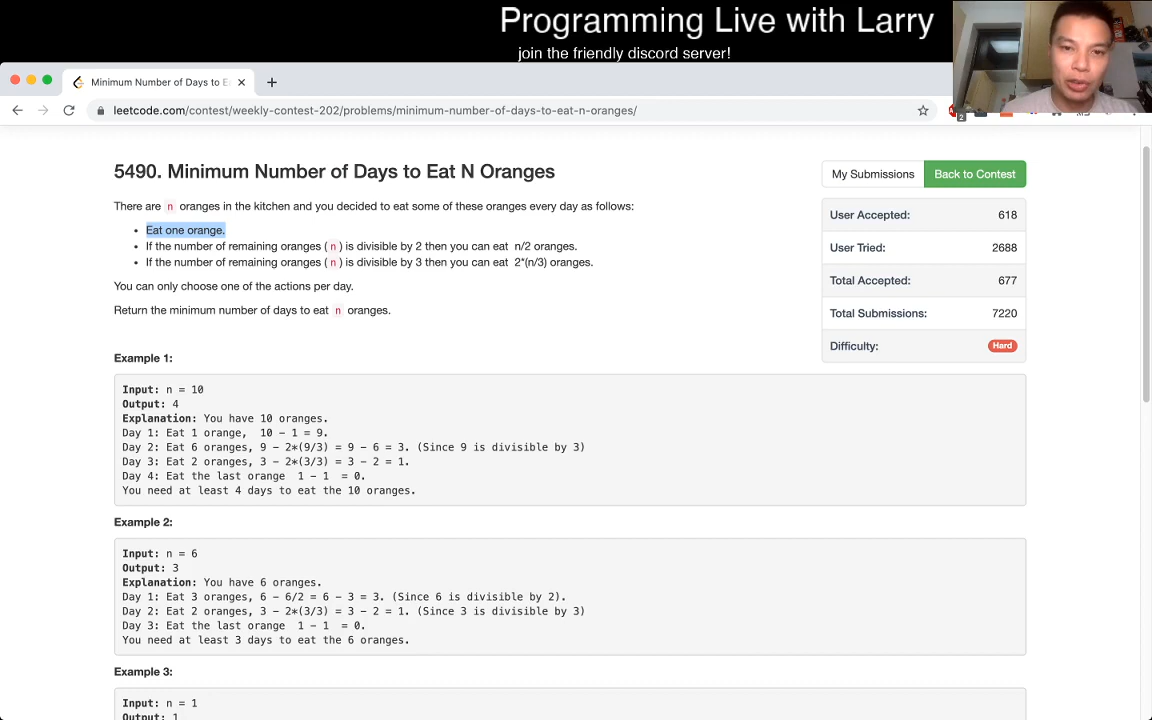 Programming Live with Larry
join the friendly discord server!
Minimum Number of Days to E
leetcode.com/contest/weekly-contest-202/problems/minimum-number-of-days-to-eat-n-oranges/
2
5490. Minimum Number of Days to Eat N Oranges
My Submissions
Back to Contest
There are n oranges in the kitchen and you decided to eat some of these oranges every day as follows:
Eat one orange.
If the number of remaining oranges ( n ) is divisible by 2 then you can eat n/2 oranges.
If the number of remaining oranges ( n ) is divisible by 3 then you can eat 2*(n/3) oranges.
You can only choose one of the actions per day.
Return the minimum number of days to eat n oranges.
User Accepted: 618
User Tried: 2688
Total Accepted: 677
Total Submissions: 7220
Difficulty: Hard
Example 1:
Input: n = 10
Output: 4
Explanation: You have 10 oranges.
Day 1: Eat 1 orange, 10 - 1 = 9.
Day 2: Eat 6 oranges, 9 - 2*(9/3) = 9 - 6 = 3. (Since 9 is divisible by 3)
Day 3: Eat 2 oranges, 3 - 2*(3/3) = 3 - 2 = 1.
Day 4: Eat the last orange 1 - 1 = 0.
You need at least 4 days to eat the 10 oranges.
Example 2:
Input: n = 6
Output: 3
Explanation: You have 6 oranges.
Day 1: Eat 3 oranges, 6 - 6/2 = 6 - 3 = 3. (Since 6 is divisible by 2).
Day 2: Eat 2 oranges, 3 - 2*(3/3) = 3 - 2 = 1. (Since 3 is divisible by 3)
Day 3: Eat the last orange 1 - 1 = 0.
You need at least 3 days to eat the 6 oranges.
Example 3:
Input: n = 1
Output: 1